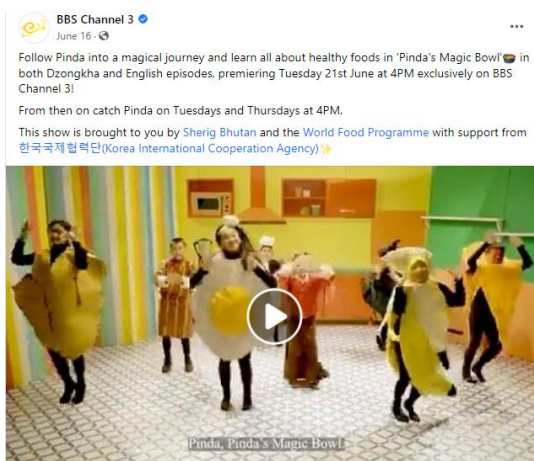 BBS Channel 3
June 16 ·
Follow Pinda into a magical journey and learn all about healthy foods in 'Pinda's Magic Bowl' in
both Dzongkha and English episodes, premiering Tuesday 21st June at 4PM exclusively on BBS
Channel 3!
From then on catch Pinda on Tuesdays and Thursdays at 4PM.
This show is brought to you by Sherig Bhutan and the World Food Programme with support from
한국국제협력단(Korea International Cooperation Agency)✨
Pinda, Pinda's Magic Bowl